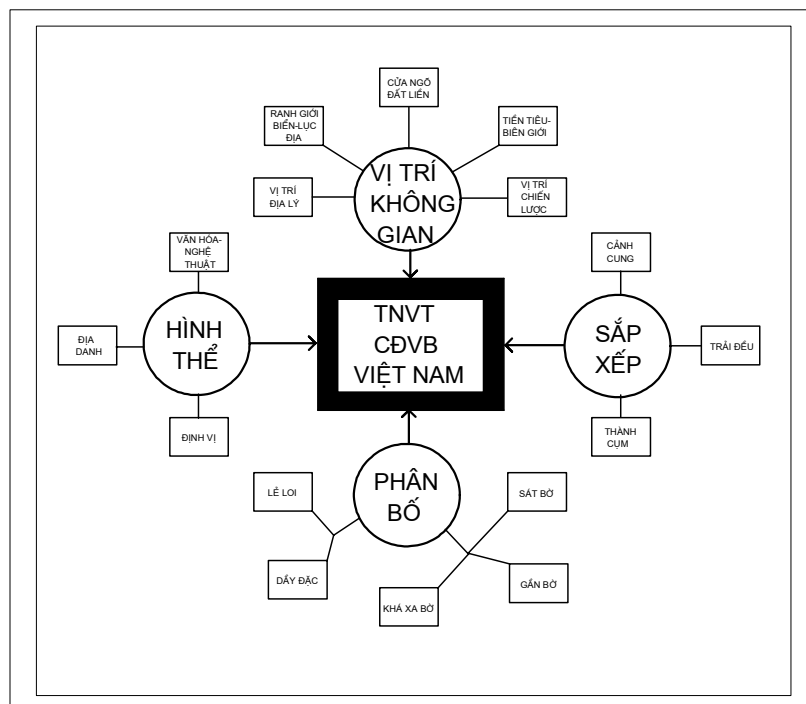 CỬA NGÕ
ĐẤT LIỀN
RANH GIỚI
BIỂN-LỤC
ĐỊA
TIỀN TIÊU-
BIÊN GIỚI
VỊ TRÍ
ĐỊA LÝ
VỊ TRÍ
KHÔNG
GIAN
VỊ TRÍ
CHIẾN
LƯỢC
VĂN HÓA-
NGHỆ
THUẬT
CẢNH
CUNG
ĐỊA
DANH
HÌNH
THỂ
TNVT
CĐVB
VIỆT NAM
SẮP
XẾP
TRẢI ĐỀU
ĐỊNH VỊ
THÀNH
CỤM
LẺ LOI
PHÂN
BỐ
SÁT BỜ
DẦY ĐẶC
GẦN BỜ
KHÁ XA BỜ